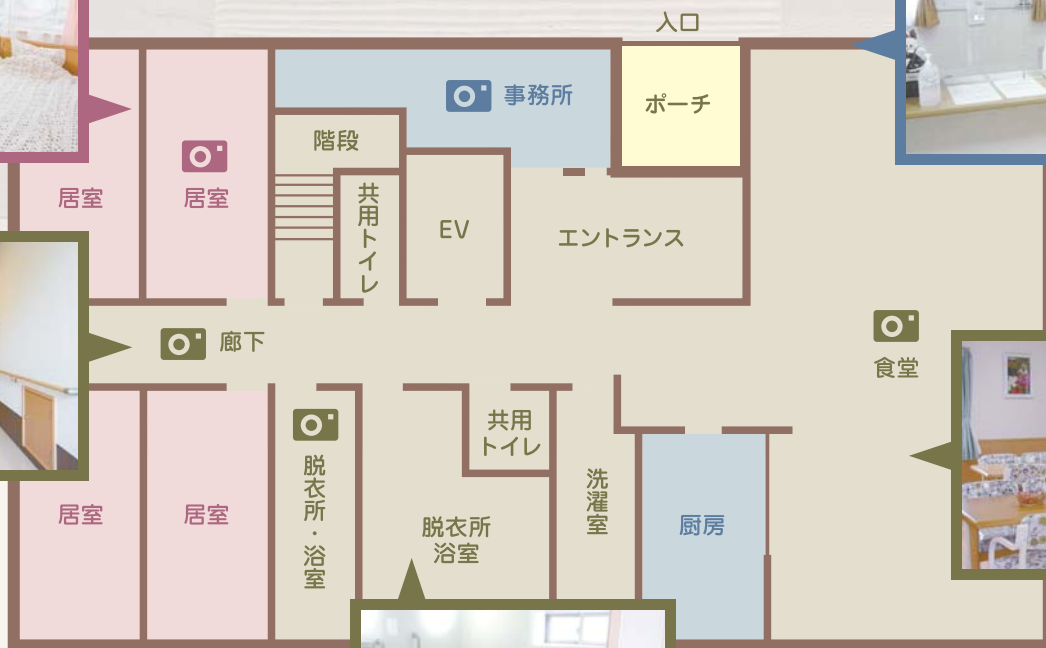 入口
事務所
ポーチ
階段
居室
居室
共用トイレ
EV
エントランス
廊下
食堂
共用
トイレ
脱衣所・浴室
洗濯室
居室
居室
脱衣所
浴室
厨房